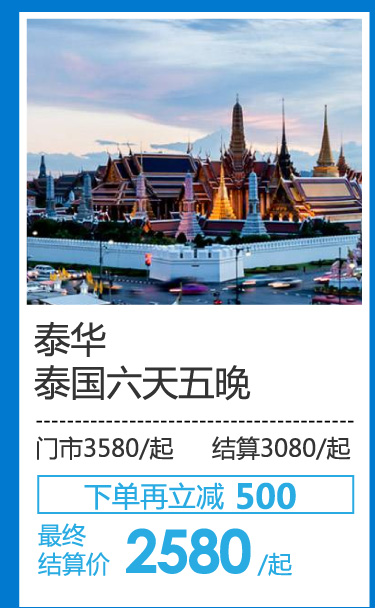 泰华
泰国六天五晚
门市3580/起 结算3080/起
下单再立减 500
最终
结算价 2580 /起